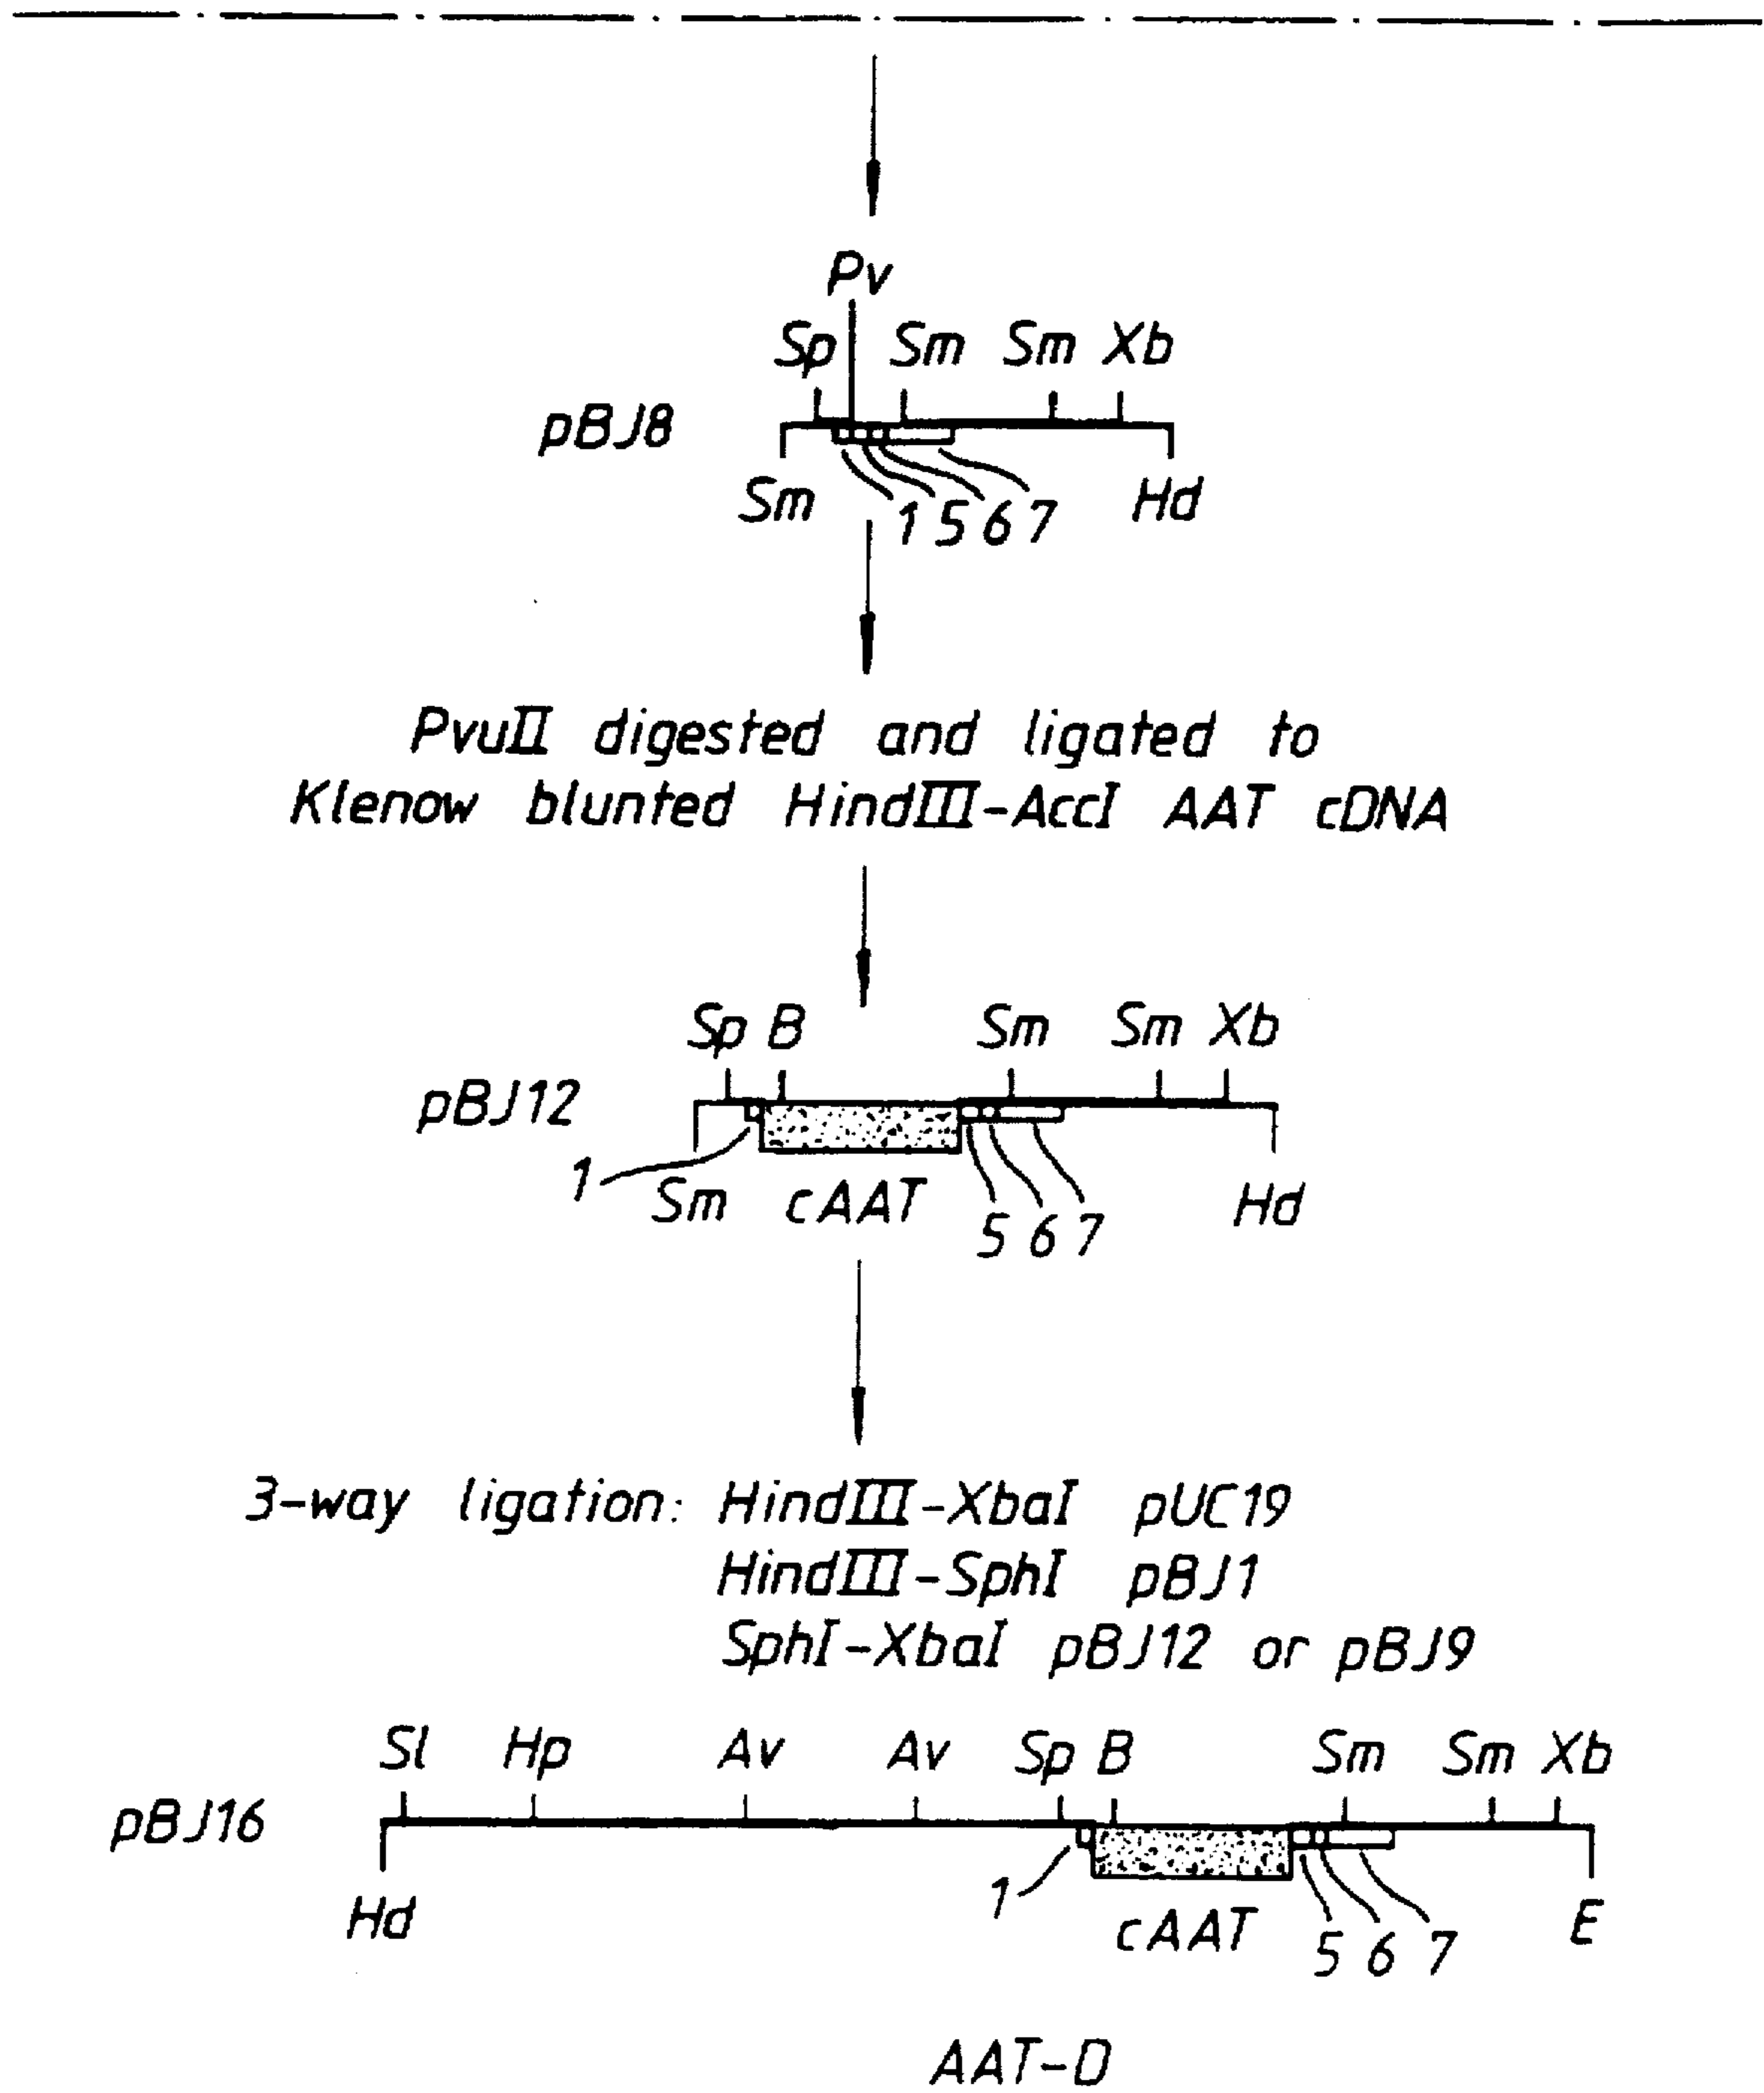 Pv
Sp Sm Sm Xb
pBJ8
Sm 1 5 6 7 Hd
PvuII digested and ligated to
Klenow blunted HindIII-AccI AAT cDNA
Sp B Sm Sm Xb
pBJ12
1 Sm cAAT 5 6 7 Hd
3-way ligation: HindIII-XbaI pUC19
HindIII-SphI pBJ1
SphI-XbaI pBJ12 or pBJ9
Sl Hp Av Av Sp B Sm Sm Xb
pBJ16
Hd 1 cAAT 5 6 7 E
AAT-D